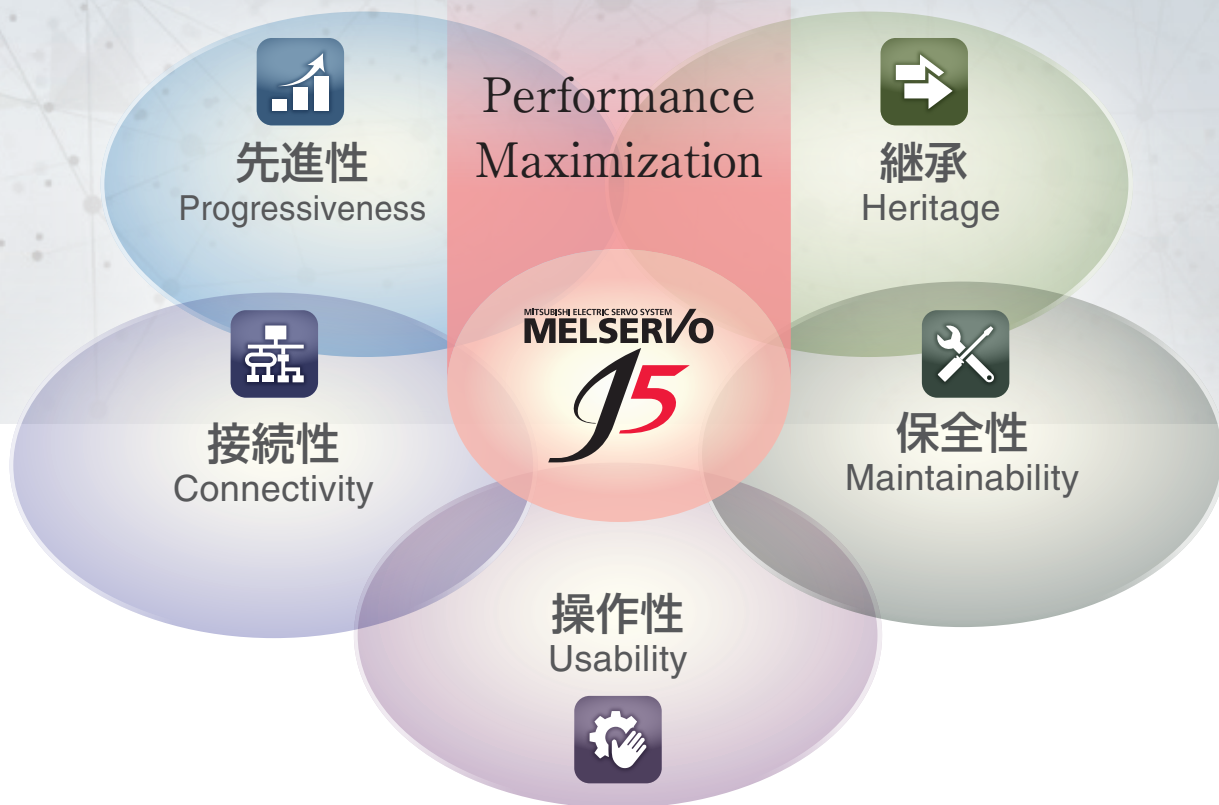 Performance
Maximization
先進性
Progressiveness
継承
Heritage
MITSUBISHI ELECTRIC SERVO SYSTEM
MELSERVO
J5
接続性
Connectivity
保全性
Maintainability
操作性
Usability